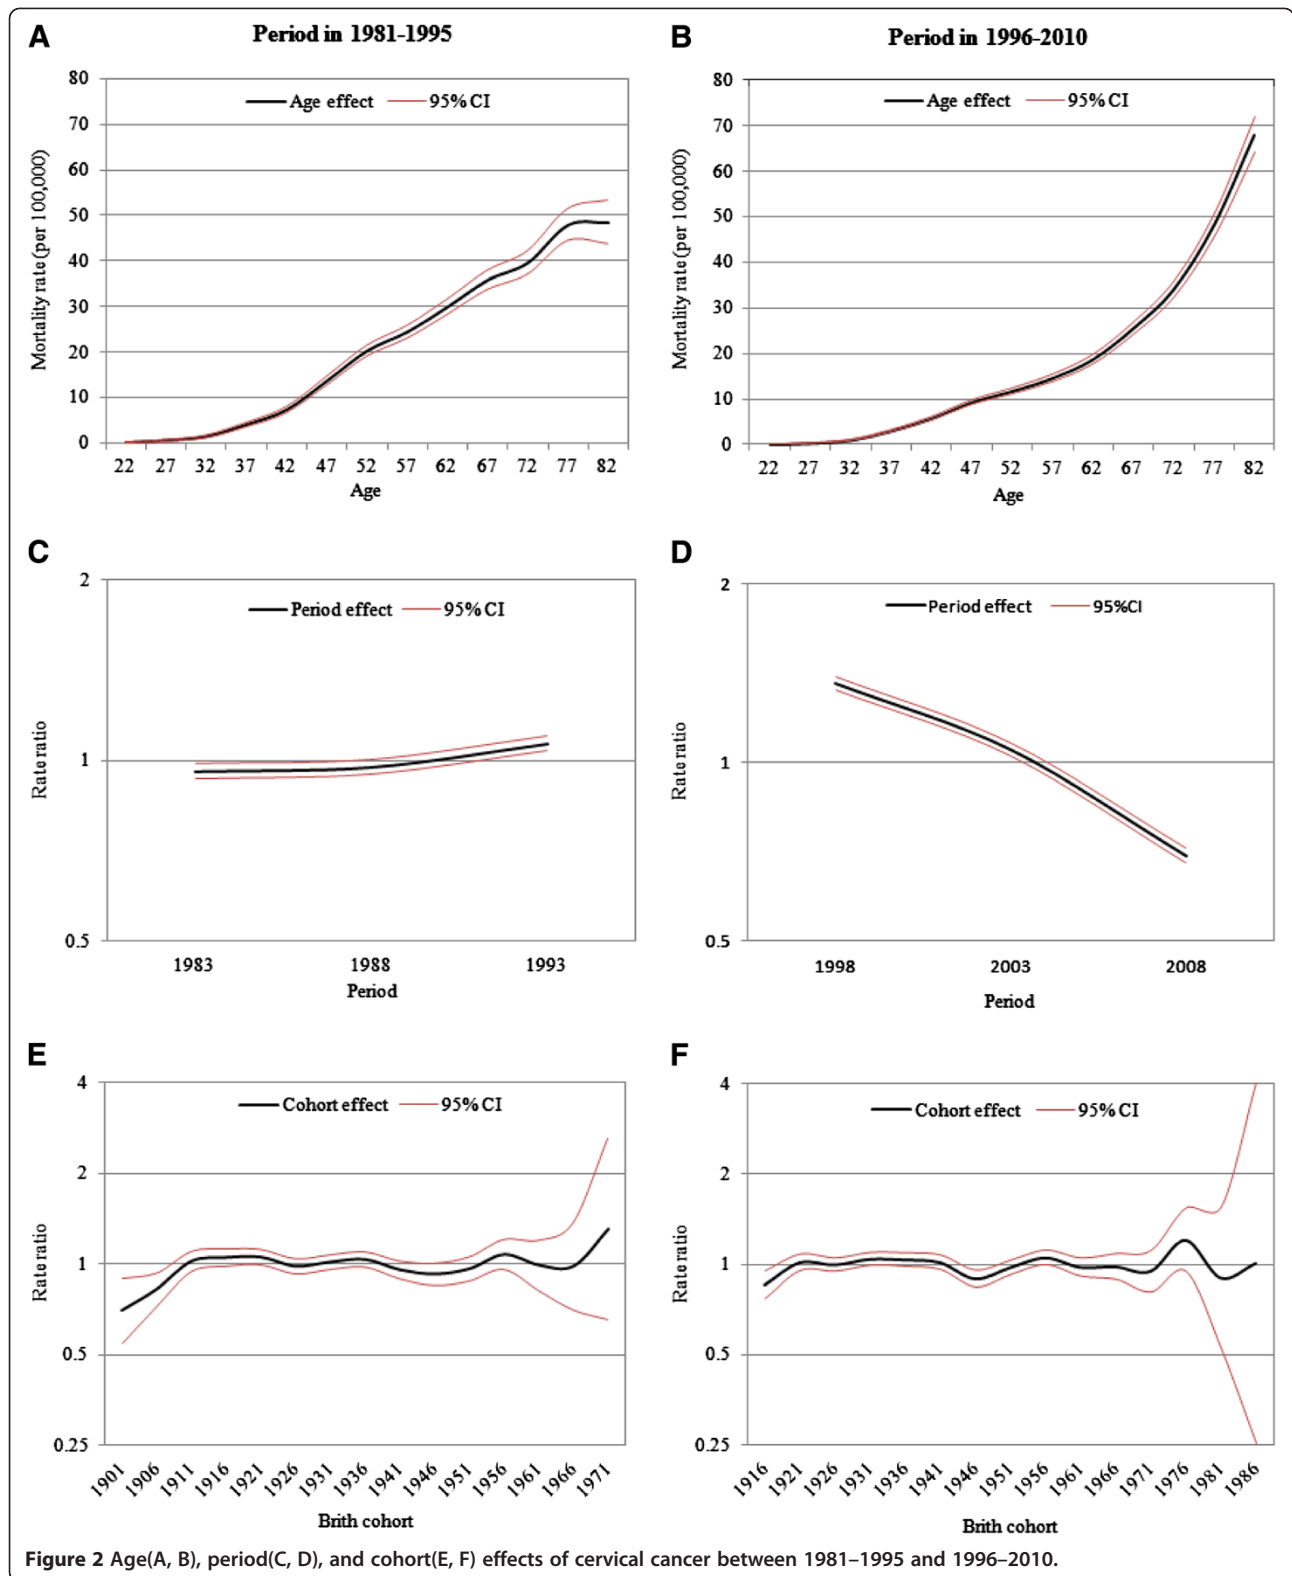 A
Period in 1981-1995
Age effect
95% CI
Mortality rate (per 100,000)
80
70
60
50
40
30
20
10
0
22 27 32 37 42 47 52 57 62 67 72 77 82
Age
B
Period in 1996-2010
Age effect
95% CI
Mortality rate (per 100,000)
80
70
60
50
40
30
20
10
0
22 27 32 37 42 47 52 57 62 67 72 77 82
Age
C
Period effect
95% CI
Rate ratio
2
1
0.5
1983 1988 1993
Period
D
Period effect
95%CI
Rate ratio
2
1
0.5
1998 2003 2008
Period
E
Cohort effect
95% CI
Rate ratio
4
2
1
0.5
0.25
1901 1906 1911 1916 1921 1926 1931 1936 1941 1946 1951 1956 1961 1966 1971
Brith cohort
F
Cohort effect
95% CI
Rate ratio
4
2
1
0.5
0.25
1916 1921 1926 1931 1936 1941 1946 1951 1956 1961 1966 1971 1976 1981 1986
Brith cohort
Figure 2 Age(A, B), period(C, D), and cohort(E, F) effects of cervical cancer between 1981–1995 and 1996–2010.